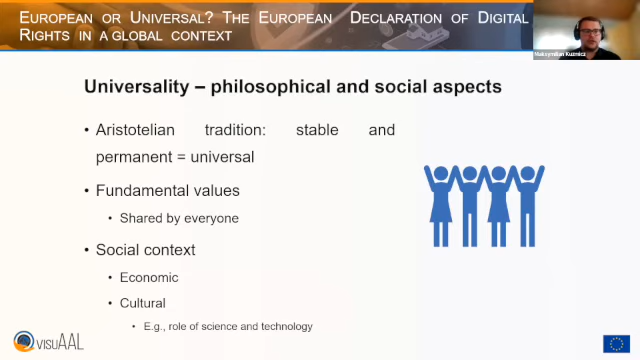 EUROPEAN OR UNIVERSAL? THE EUROPEAN DECLARATION OF DIGITAL
RIGHTS IN A GLOBAL CONTEXT
Maksymilian Kuźmicz
Universality – philosophical and social aspects
• Aristotelian tradition: stable and
permanent = universal
• Fundamental values
• Shared by everyone
• Social context
• Economic
• Cultural
• E.g., role of science and technology
visuAAL